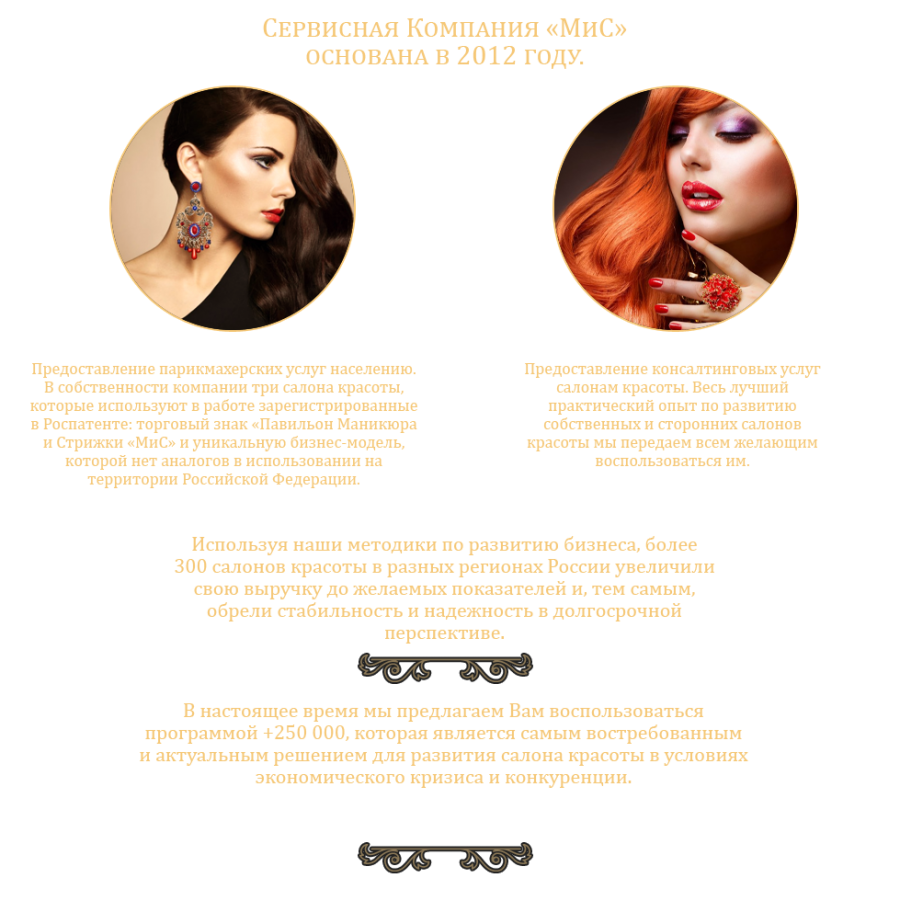 Сервисная Компания «МиС»
основана в 2012 году.
Предоставление парикмахерских услуг населению.
В собственности компании три салона красоты,
которые используют в работе зарегистрированные
в Роспатенте: торговый знак «Павильон Маникюра
и Стрижки «МиС» и уникальную бизнес-модель,
которой нет аналогов в использовании на
территории Российской Федерации.
Предоставление консалтинговых услуг
салонам красоты. Весь лучший
практический опыт по развитию
собственных и сторонних салонов
красоты мы передаем всем желающим
воспользоваться им.
Используя наши методики по развитию бизнеса, более
300 салонов красоты в разных регионах России увеличили
свою выручку до желаемых показателей и, тем самым,
обрели стабильность и надежность в долгосрочной
перспективе.
В настоящее время мы предлагаем Вам воспользоваться
программой +250 000, которая является самым востребованным
и актуальным решением для развития салона красоты в условиях
экономического кризиса и конкуренции.